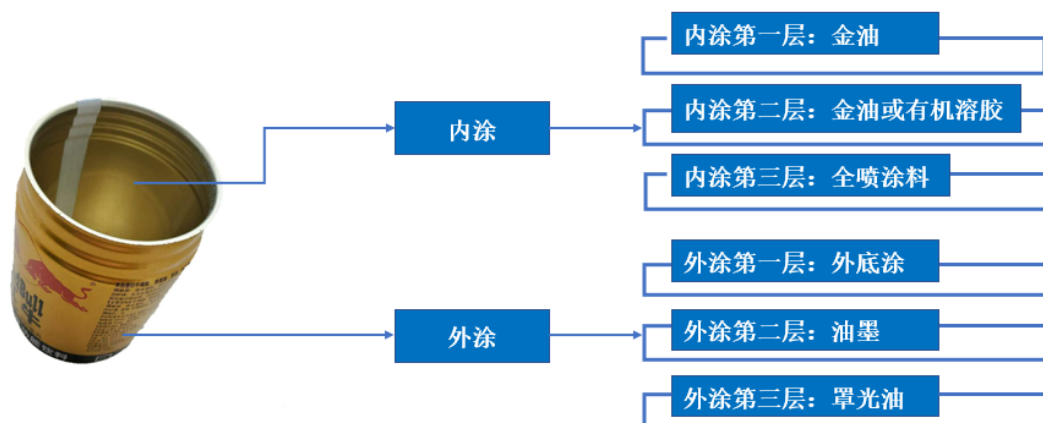 内涂第一层：金油
内涂第二层：金油或有机溶胶
内涂
内涂第三层：全喷涂料
外涂第一层：外底涂
外涂
外涂第二层：油墨
外涂第三层：罩光油
Bull
牛